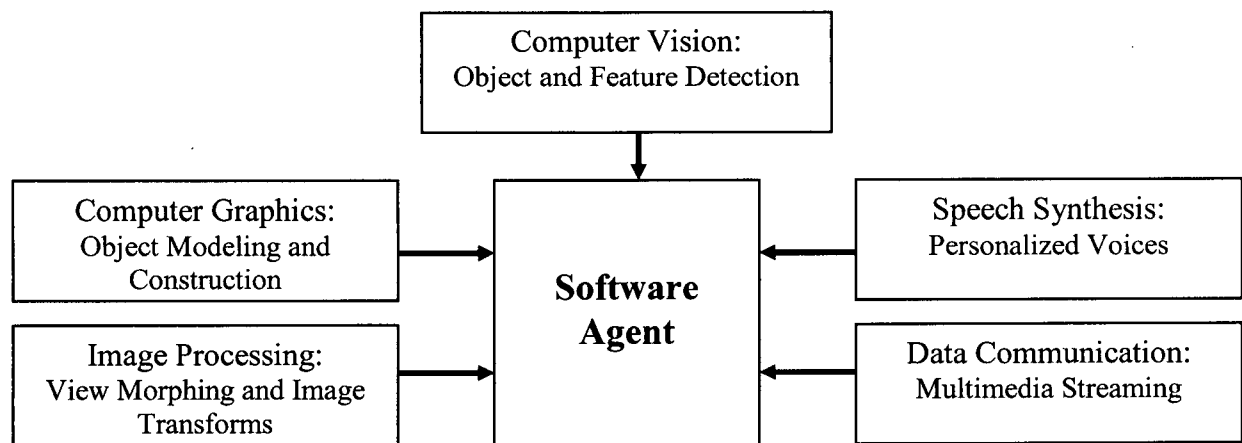 Computer Vision:
Object and Feature Detection
Computer Graphics:
Object Modeling and
Construction
Speech Synthesis:
Personalized Voices
Software
Agent
Image Processing:
View Morphing and Image
Transforms
Data Communication:
Multimedia Streaming